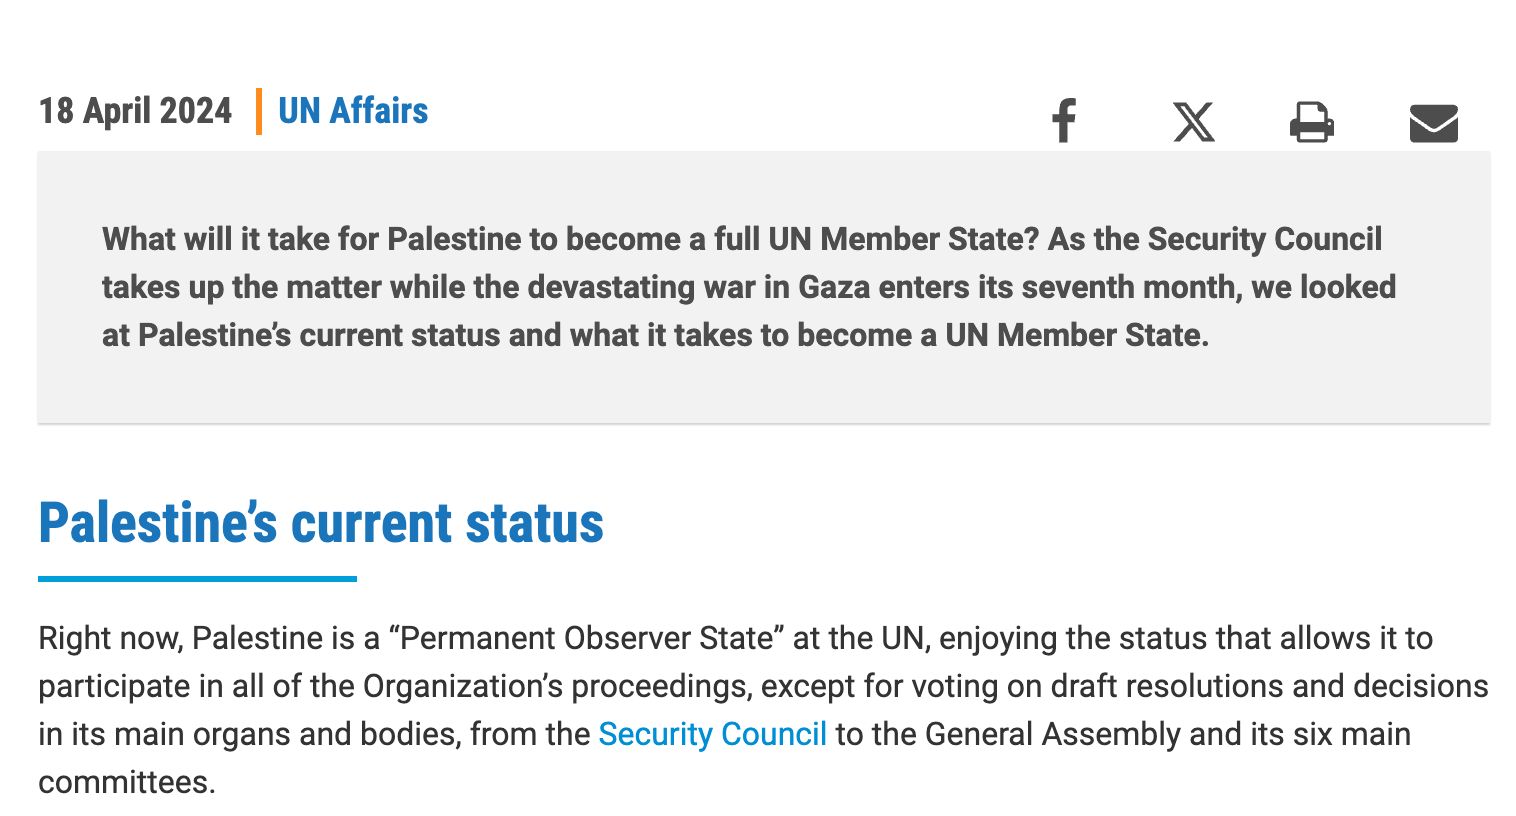 18 April 2024 UN Affairs
What will it take for Palestine to become a full UN Member State? As the Security Council
takes up the matter while the devastating war in Gaza enters its seventh month, we looked
at Palestine’s current status and what it takes to become a UN Member State.
Palestine’s current status
Right now, Palestine is a “Permanent Observer State” at the UN, enjoying the status that allows it to
participate in all of the Organization’s proceedings, except for voting on draft resolutions and decisions
in its main organs and bodies, from the Security Council to the General Assembly and its six main
committees.